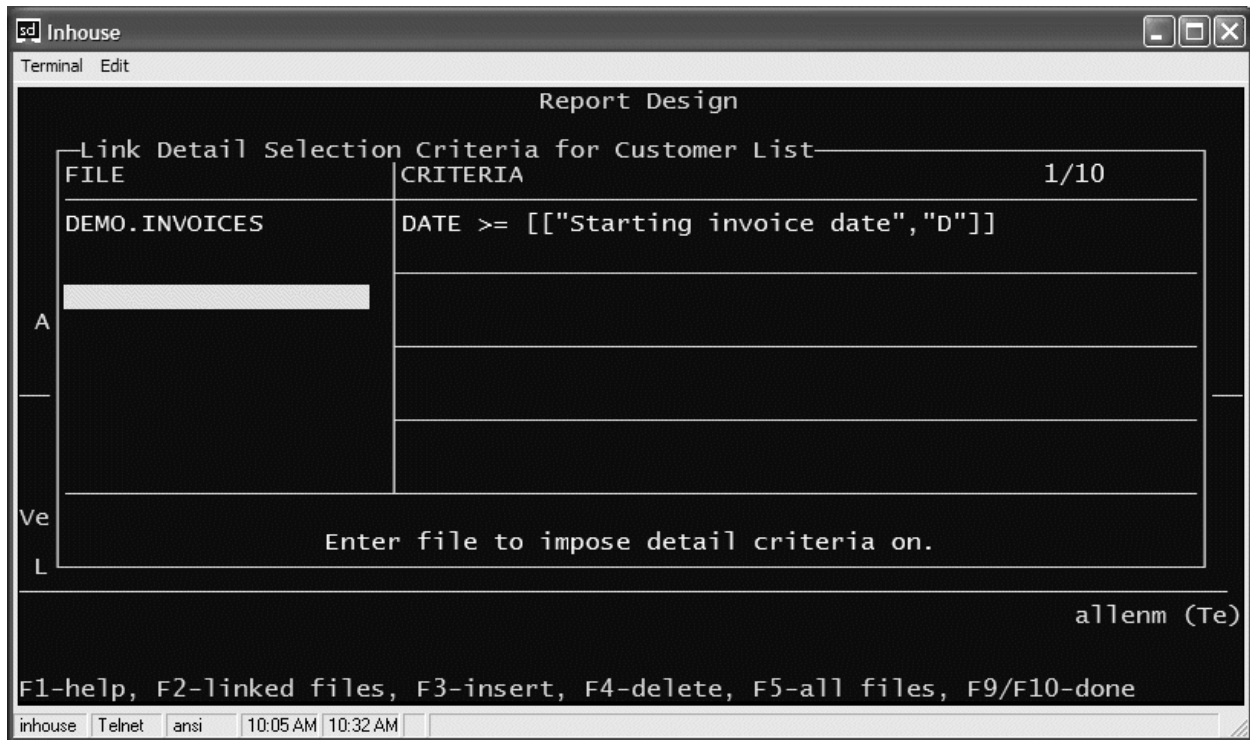 sd Inhouse
Terminal Edit
Report Design
Link Detail Selection Criteria for Customer List
FILE CRITERIA 1/10
DEMO.INVOICES DATE >= [["Starting invoice date","D"]]
A
Ve
Enter file to impose detail criteria on.
L
allenm (Te)
F1-help, F2-linked files, F3-insert, F4-delete, F5-all files, F9/F10-done
inhouse Telnet ansi 10:05 AM 10:32 AM